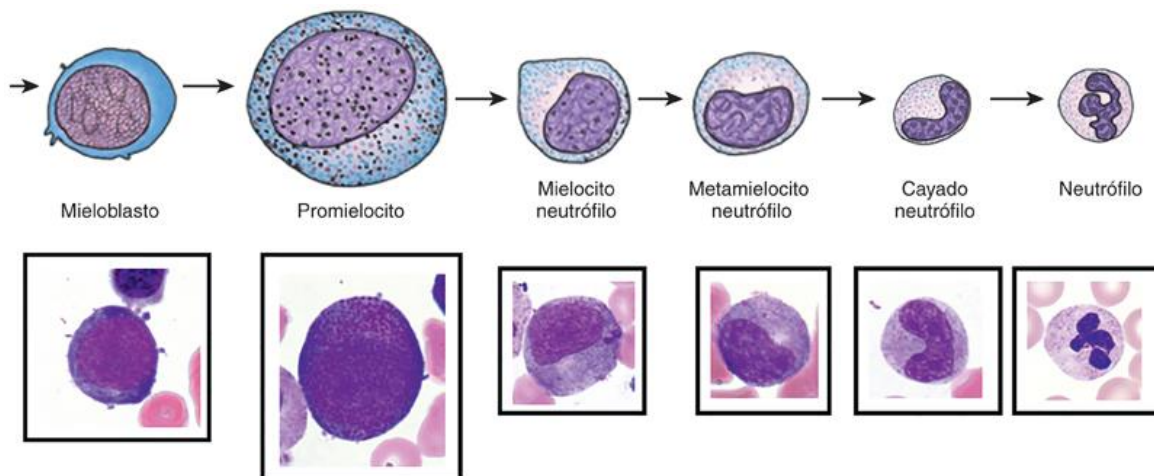 Mieloblasto
Promielocito
Mielocito
neutrófilo
Metamielocito
neutrófilo
Cayado
neutrófilo
Neutrófilo